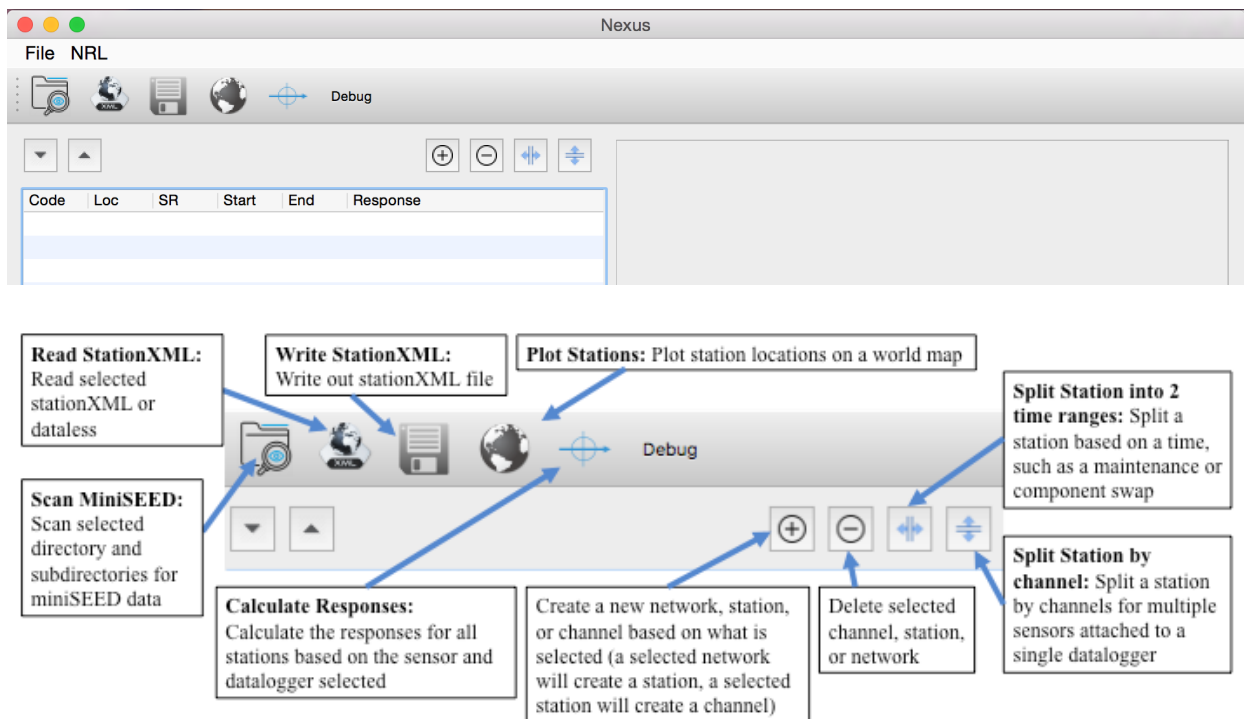 Nexus
File NRL
XML
Debug
Code Loc SR Start End Response
Read StationXML:
Read selected
stationXML or
dataless
Write StationXML:
Write out stationXML file
Plot Stations: Plot station locations on a world map
Split Station into 2
time ranges: Split a
station based on a time,
such as a maintenance or
component swap
XML
Debug
Scan MiniSEED:
Scan selected
directory and
subdirectories for
miniSEED data
Calculate Responses:
Calculate the responses for all
stations based on the sensor and
datalogger selected
Create a new network, station,
or channel based on what is
selected (a selected network
will create a station, a selected
station will create a channel)
Delete selected
channel, station,
or network
Split Station by
channel: Split a station
by channels for multiple
sensors attached to a
single datalogger